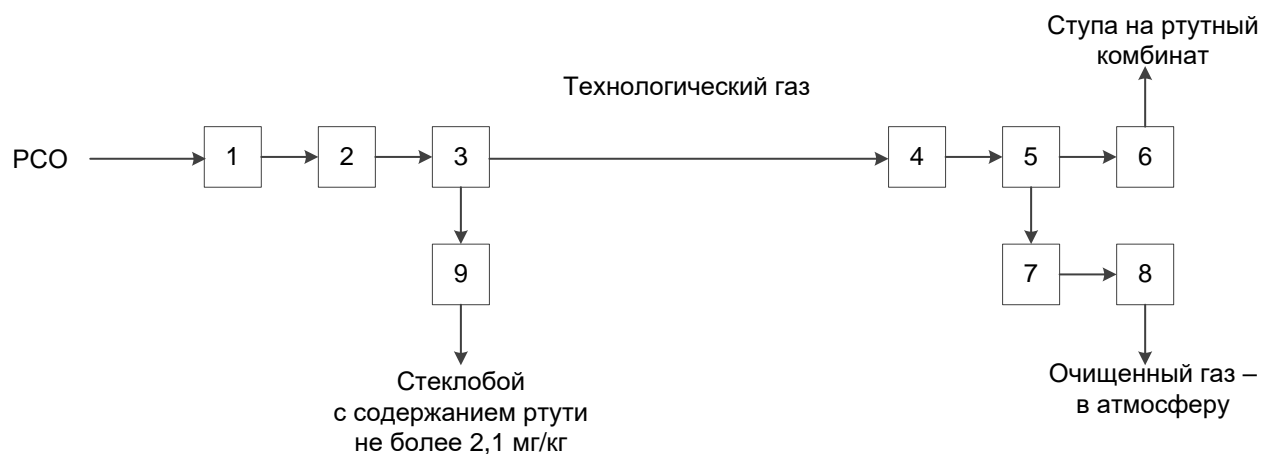 Ступа на ртутный
комбинат
Технологический газ
РСО
1
2
3
4
5
6
9
7
8
Стеклобой
с содержанием ртути
не более 2,1 мг/кг
Очищенный газ –
в атмосферу